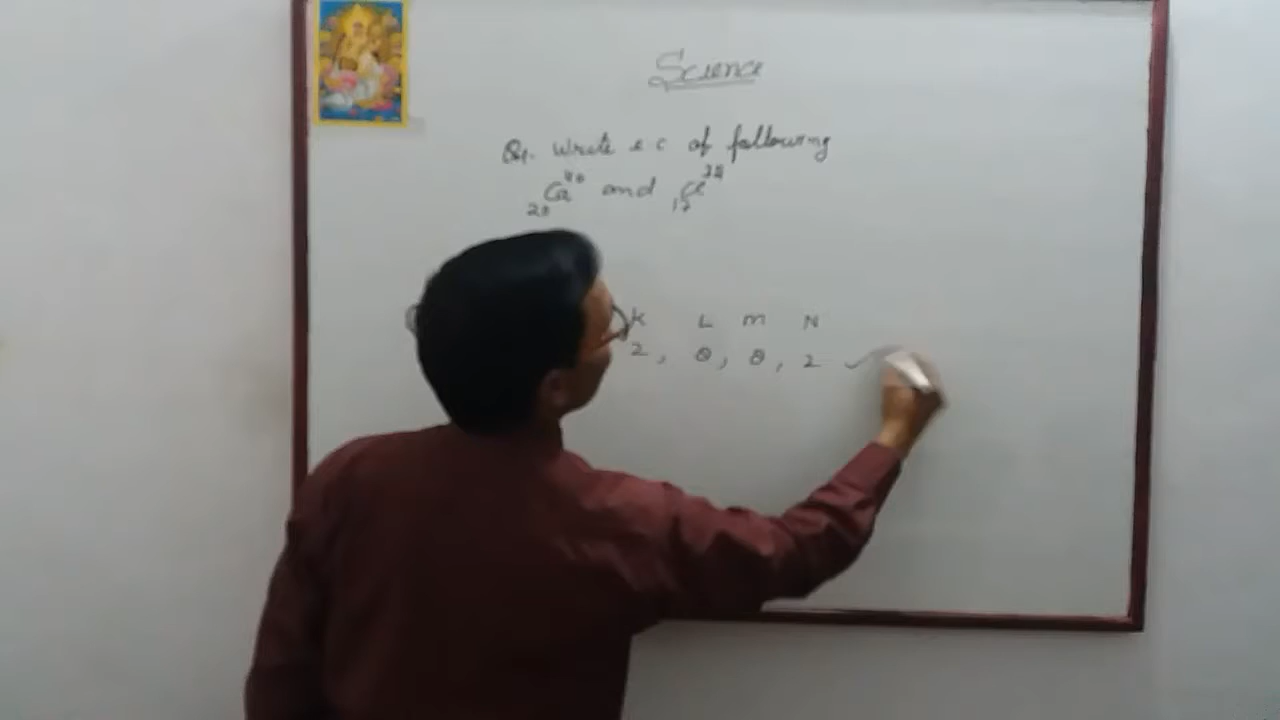 Science
Q1. Write e c of following
20Ca40 and 17Cl35
K L M N
2, 8, 8, 2 ✓